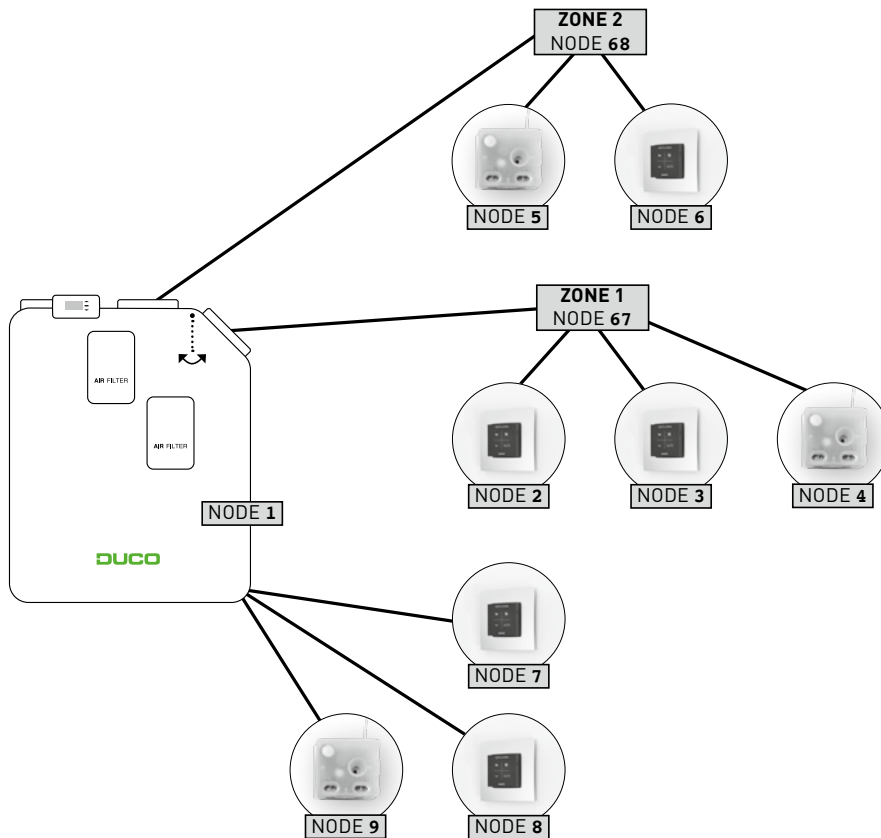 ZONE 2
NODE 68
NODE 5
NODE 6
ZONE 1
NODE 67
AIR FILTER
AIR FILTER
NODE 2
NODE 3
NODE 4
NODE 1
DUCO
NODE 7
NODE 9
NODE 8